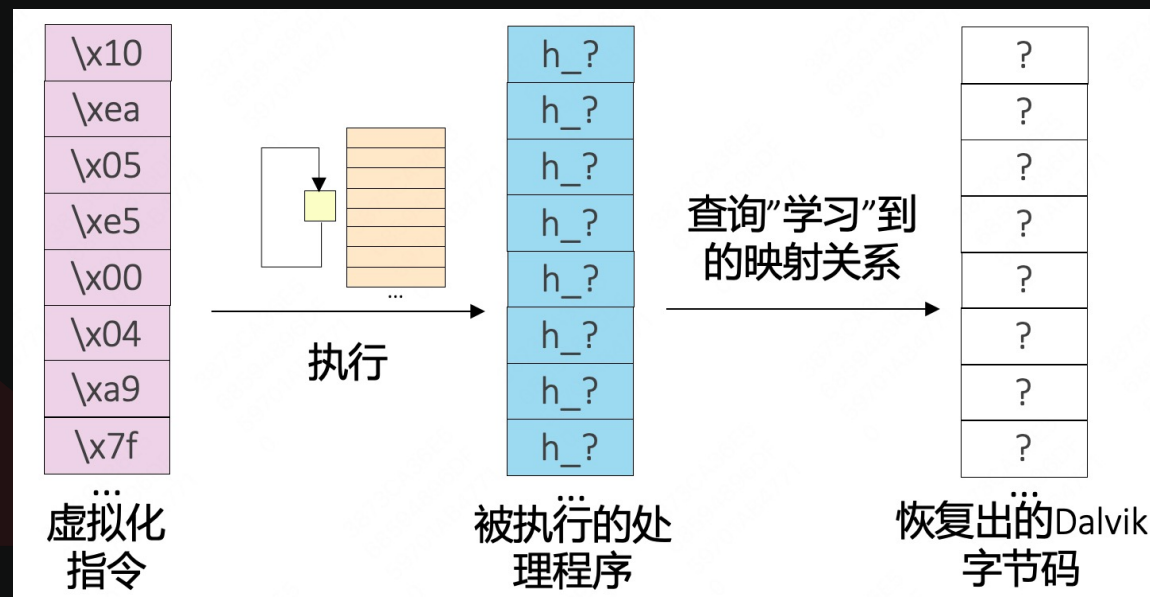 \x10
\xea
\x05
\xe5
\x00
\x04
\xa9
\x7f
...
虚拟化
指令
...
执行
h_?
h_?
h_?
h_?
h_?
h_?
h_?
h_?
...
被执行的处
理程序
查询”学习”到
的映射关系
?
?
?
?
?
?
?
?
...
恢复出的Dalvik
字节码